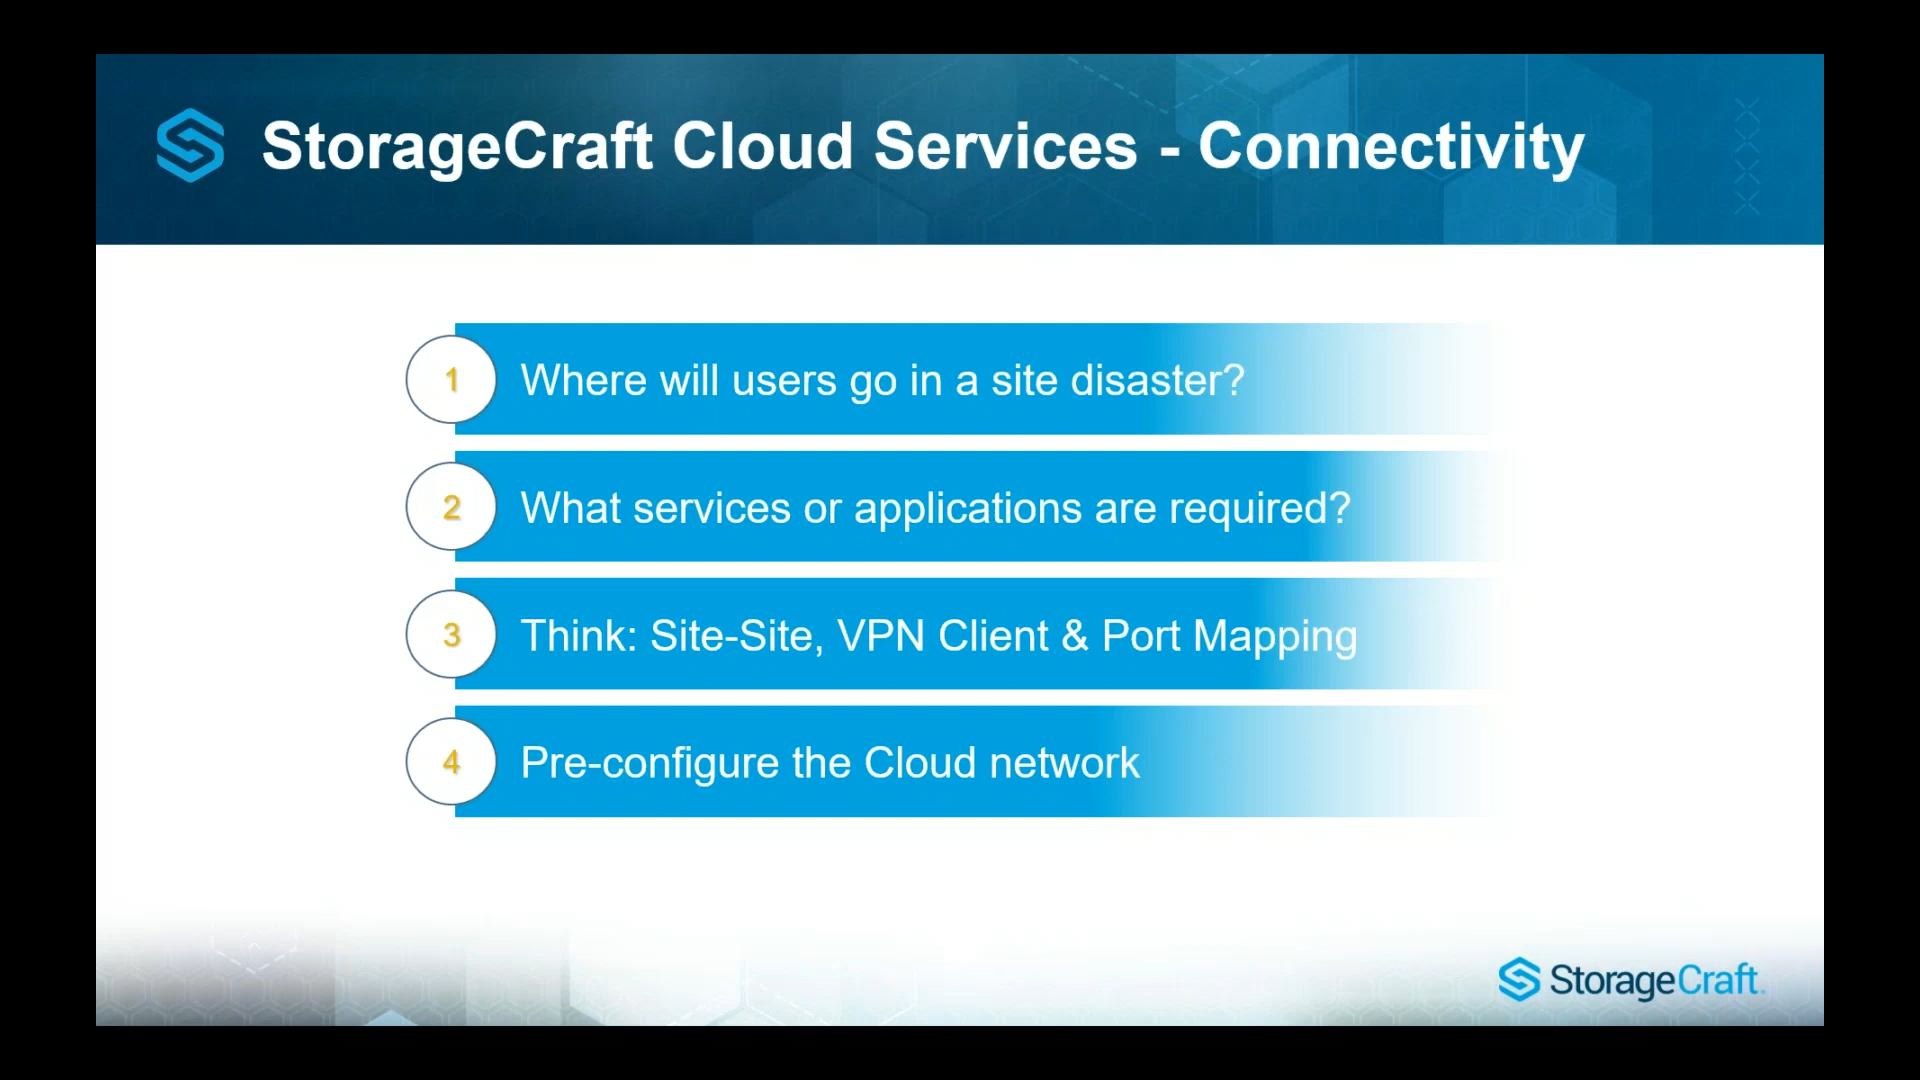 StorageCraft Cloud Services - Connectivity
1 Where will users go in a site disaster?
2 What services or applications are required?
3 Think: Site-Site, VPN Client & Port Mapping
4 Pre-configure the Cloud network
StorageCraft